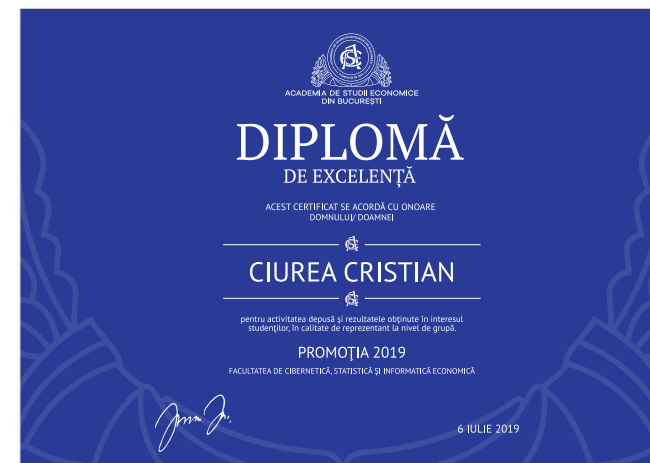 ACADEMIA DE STUDII ECONOMICE
DIN BUCUREȘTI
DIPLOMĂ
DE EXCELENȚĂ
ACEST CERTIFICAT SE ACORDĂ CU ONOARE
DOMNULUI/ DOAMNEI
CIUREA CRISTIAN
pentru activitatea depusă și rezultatele obținute în interesul
studenților, în calitate de reprezentant la nivel de grupă.
PROMOȚIA 2019
FACULTATEA DE CIBERNETICĂ, STATISTICĂ ȘI INFORMATICĂ ECONOMICĂ
6 IULIE 2019